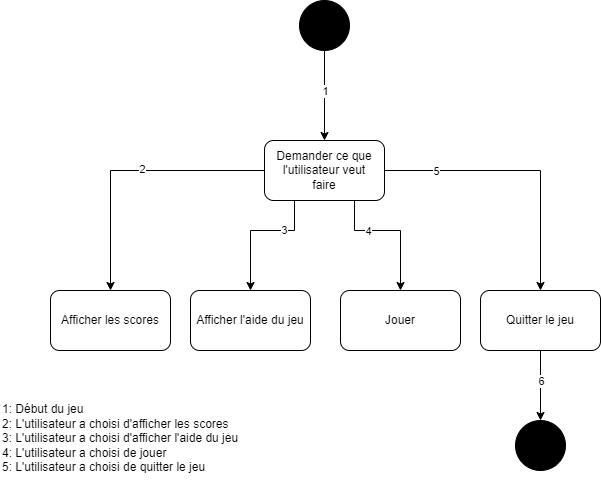 1
Demander ce que
l'utilisateur veut
faire
2
5
3
4
Afficher les scores
Afficher l'aide du jeu
Jouer
Quitter le jeu
6
1: Début du jeu
2: L'utilisateur a choisi d'afficher les scores
3: L'utilisateur a choisi d'afficher l'aide du jeu
4: L'utilisateur a choisi de jouer
5: L'utilisateur a choisi de quitter le jeu